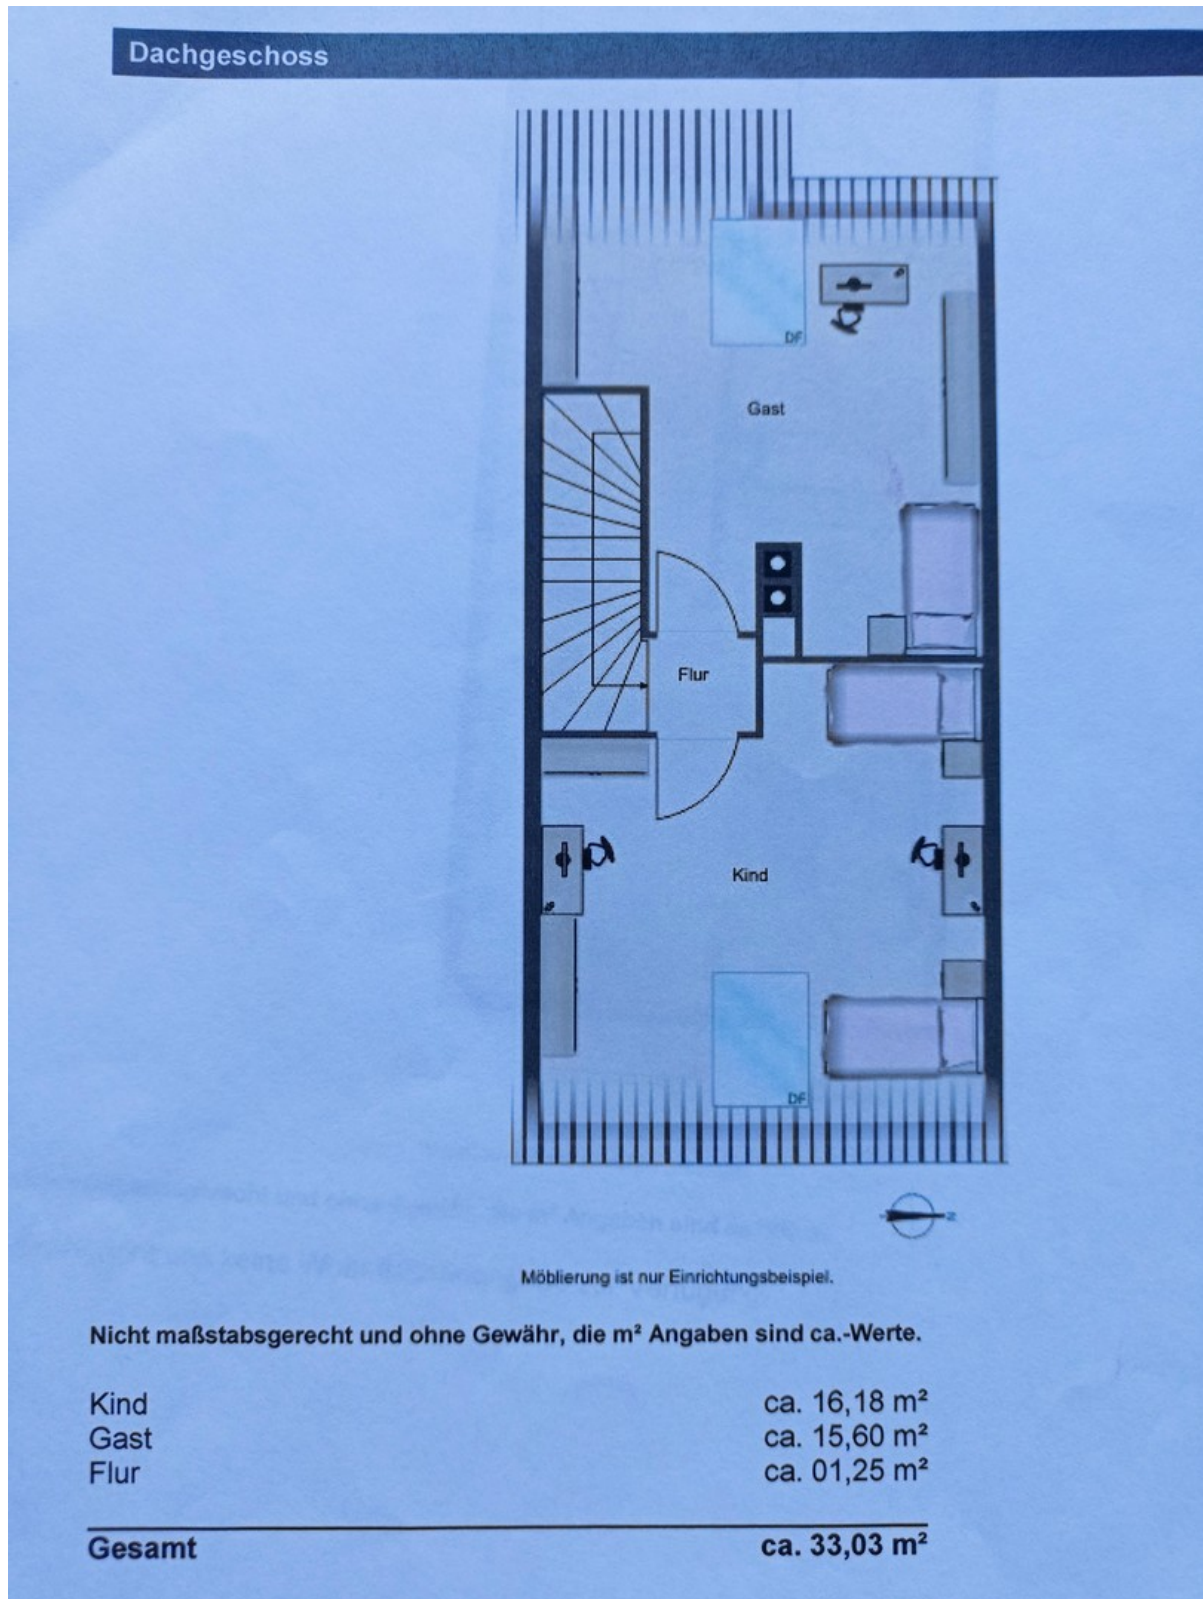 Dachgeschoss
DF
Gast
Flur
Kind
DF
Möblierung ist nur Einrichtungsbeispiel.
Nicht maßstabsgerecht und ohne Gewähr, die m² Angaben sind ca.-Werte.
Kind ca. 16,18 m²
Gast ca. 15,60 m²
Flur ca. 01,25 m²
Gesamt ca. 33,03 m²